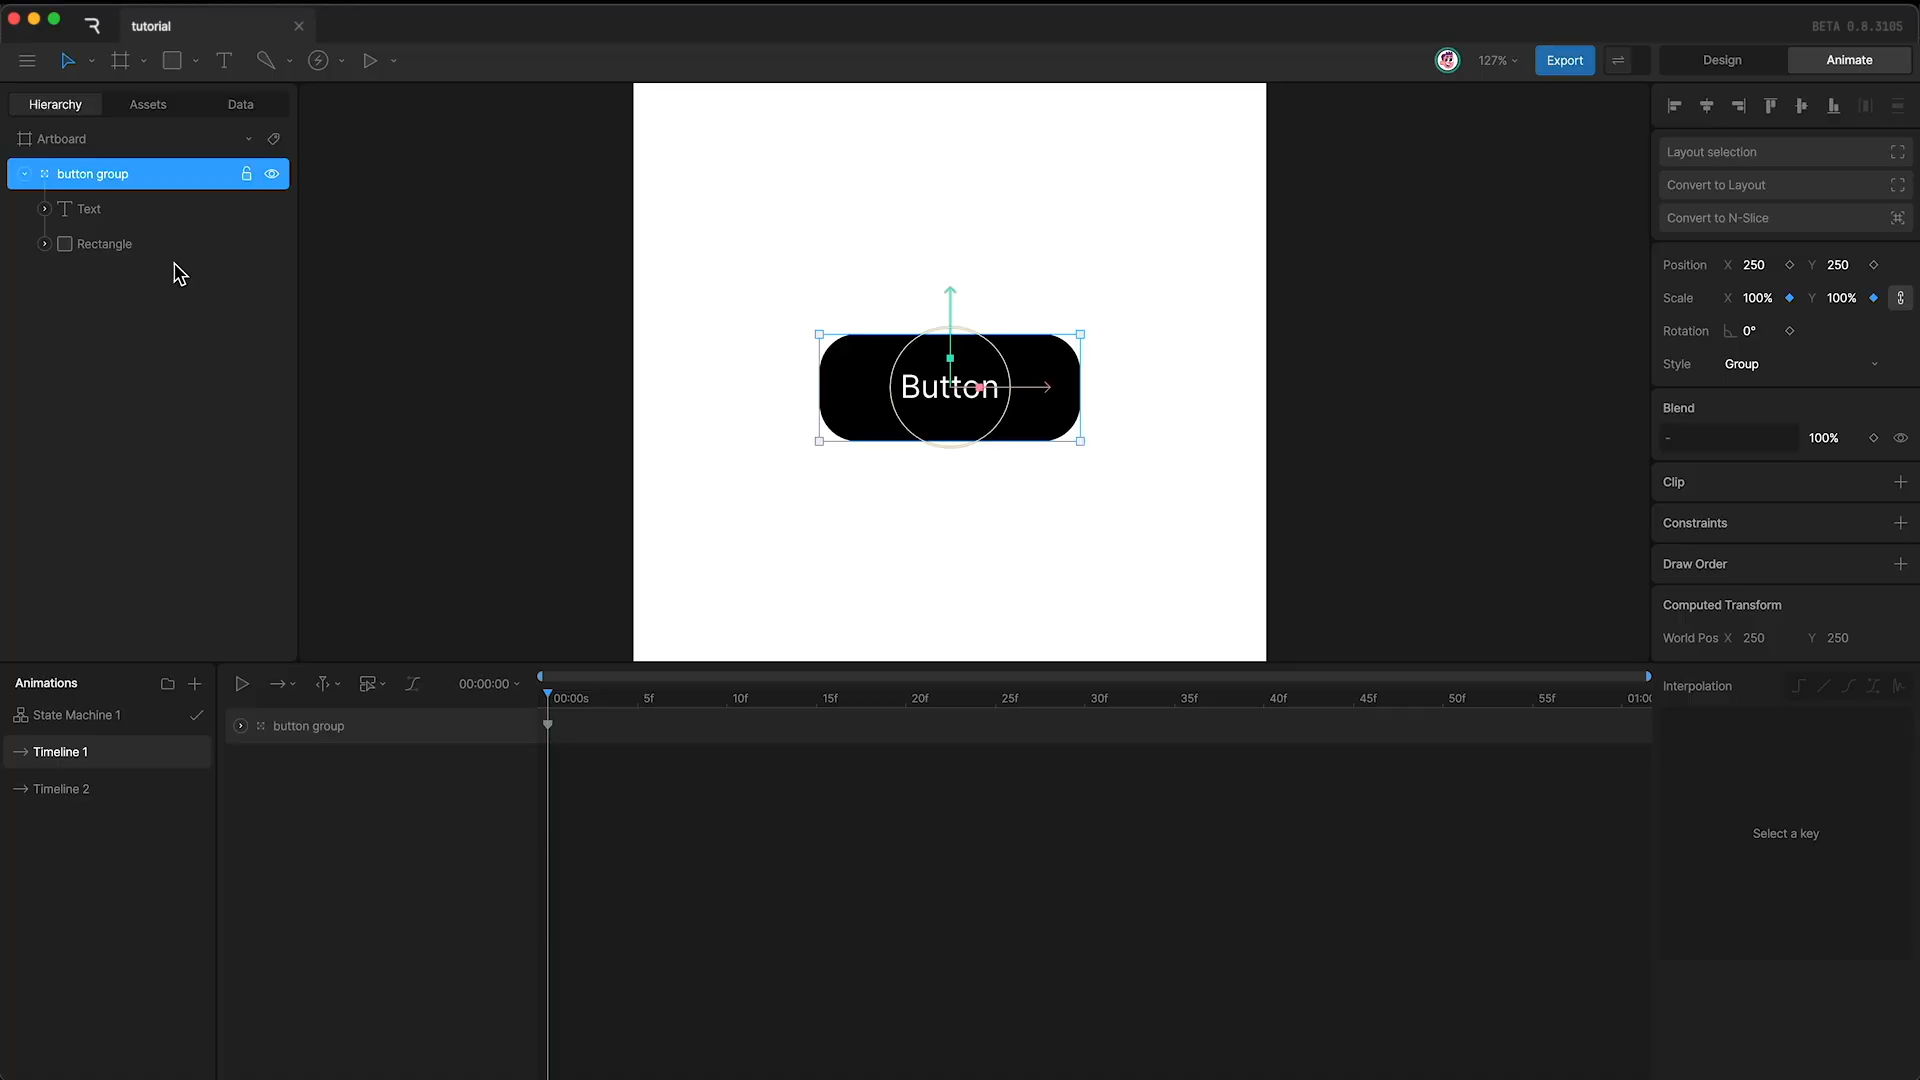 tutorial
BETA 0.8.3105
127%
Export
Design
Animate
Hierarchy
Assets
Data
Artboard
button group
Text
Rectangle
Button
Layout selection
Convert to Layout
Convert to N-Slice
Position X 250 Y 250
Scale X 100% Y 100%
Rotation 0°
Style Group
Blend
- 100%
Clip
Constraints
Draw Order
Computed Transform
World Pos X 250 Y 250
Animations
State Machine 1
Timeline 1
Timeline 2
00:00:00
00:00s 5f 10f 15f 20f 25f 30f 35f 40f 45f 50f 55f 01:00
button group
Interpolation
Select a key